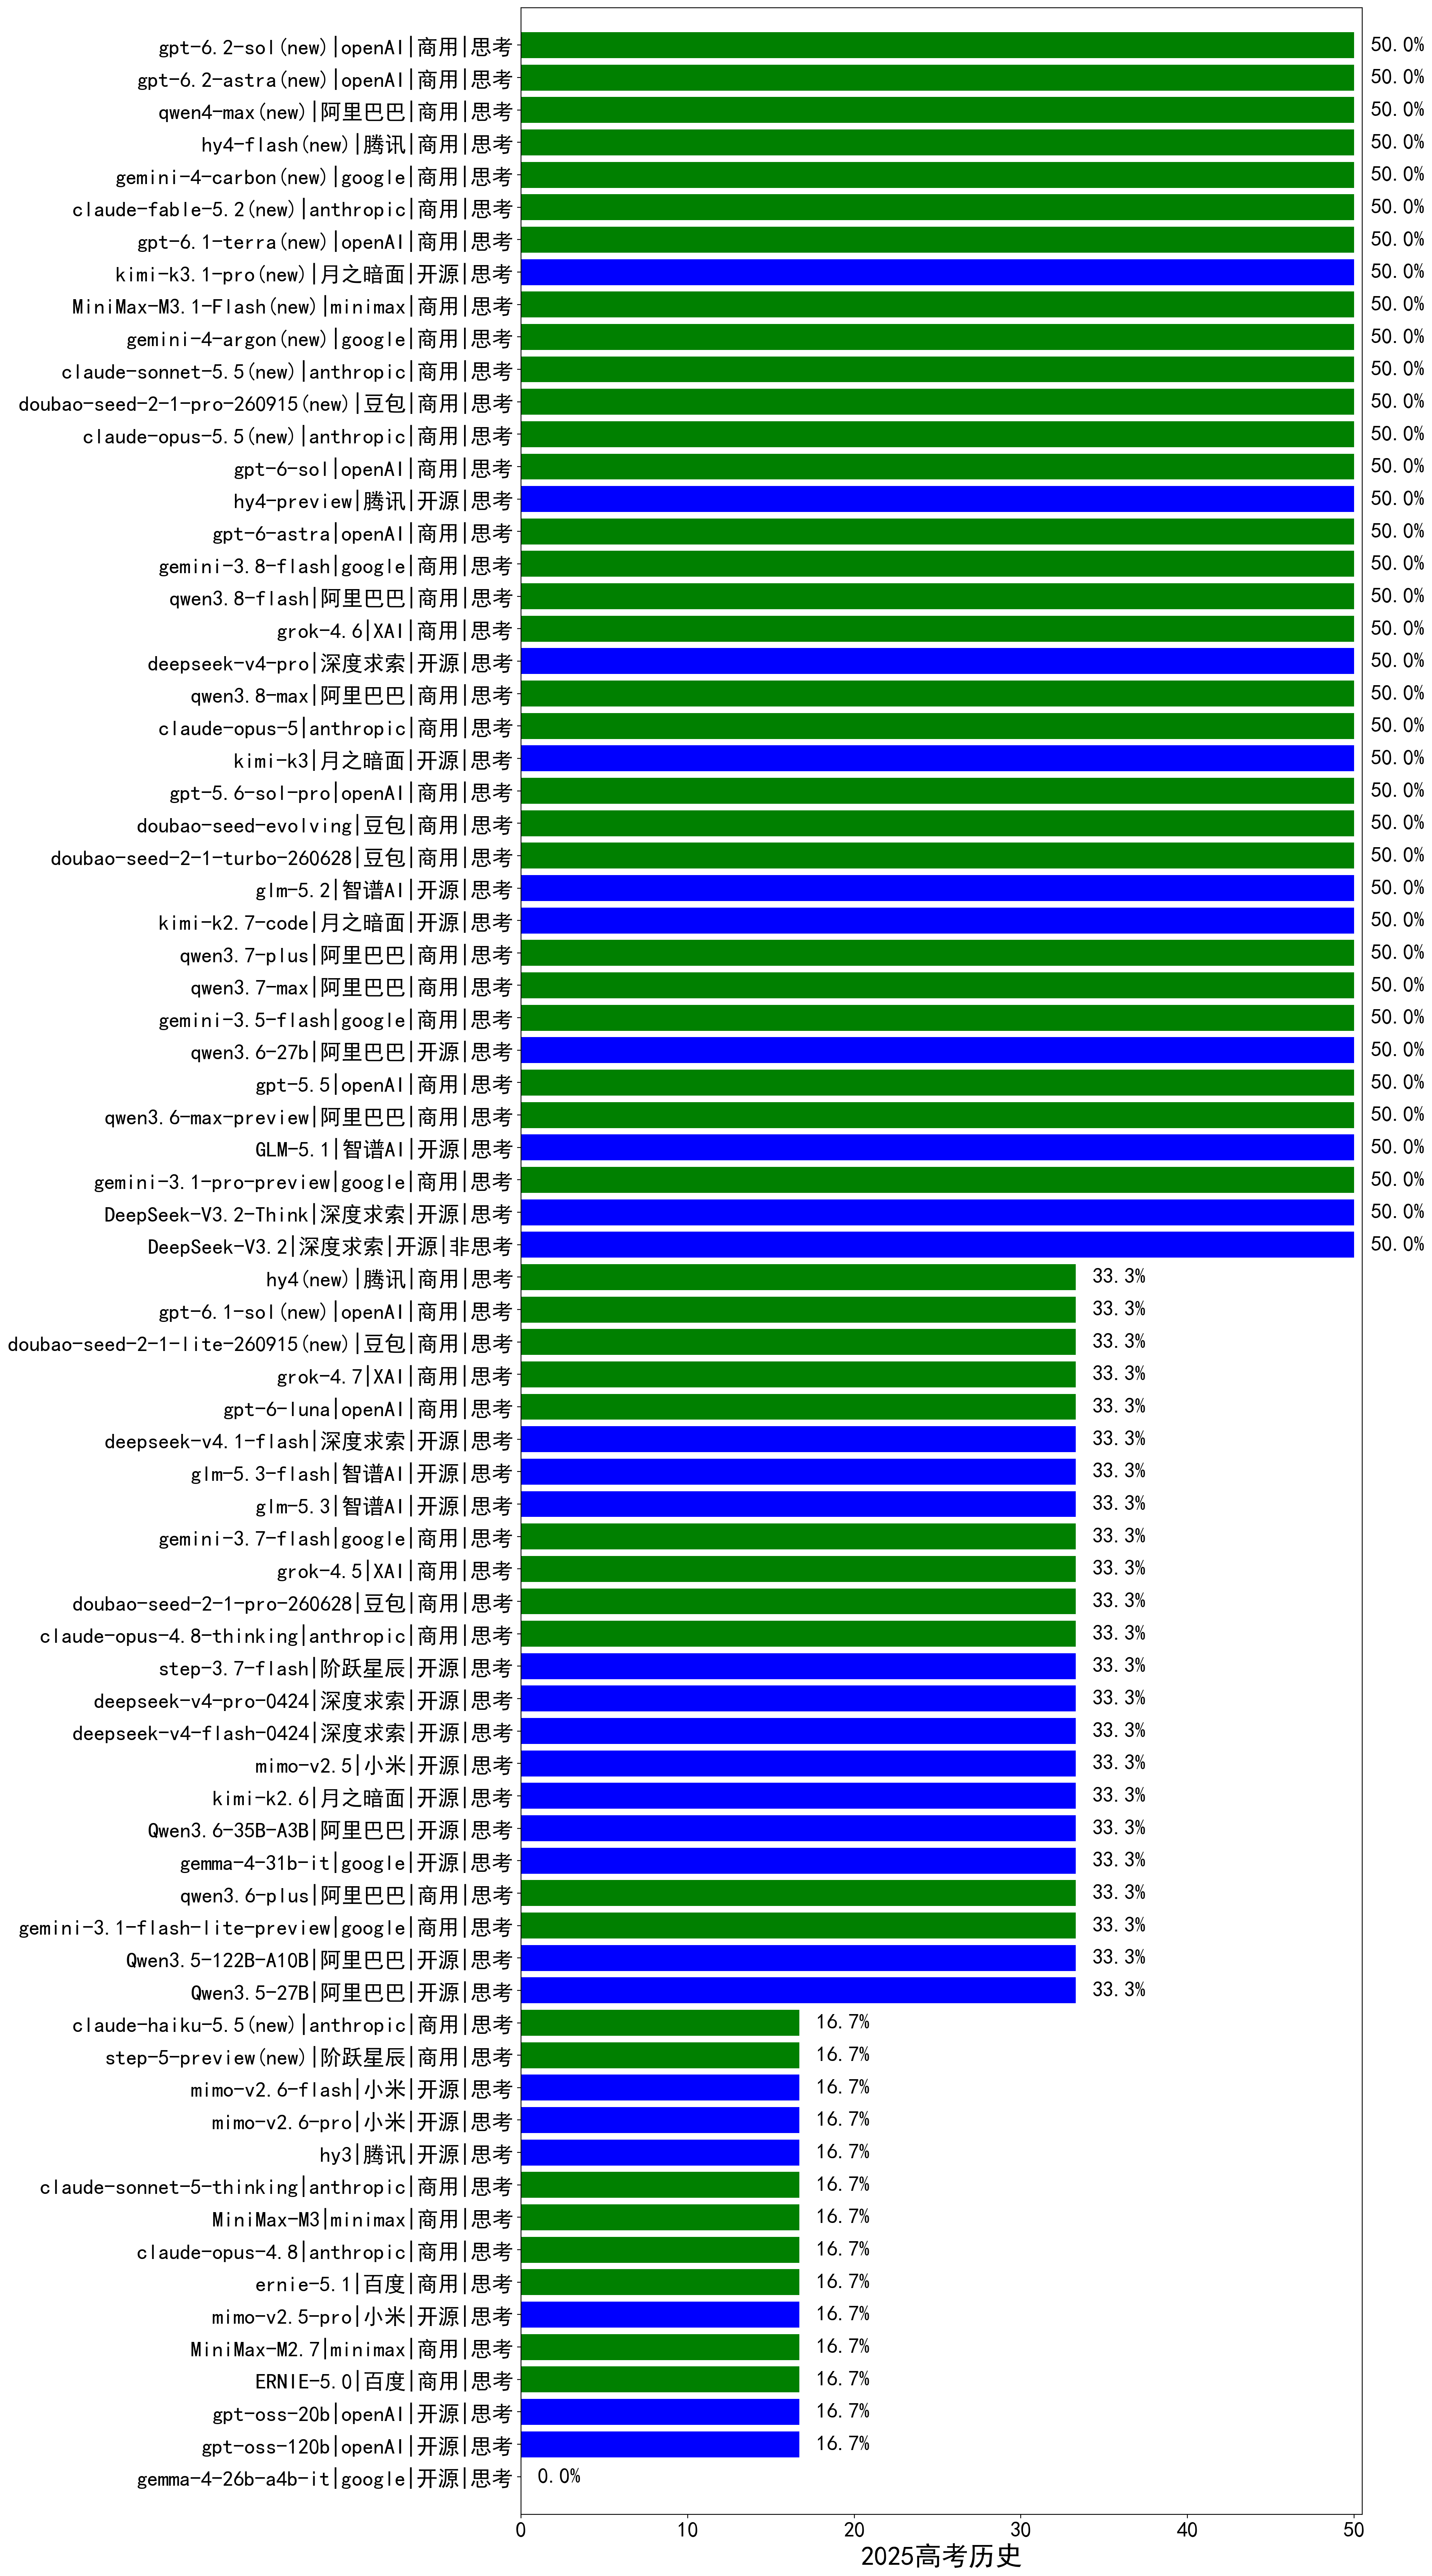 gpt-6.2-sol(new)|openAI|商用|思考 50.0%
gpt-6.2-astra(new)|openAI|商用|思考 50.0%
qwen4-max(new)|阿里巴巴|商用|思考 50.0%
hy4-flash(new)|腾讯|商用|思考 50.0%
gemini-4-carbon(new)|google|商用|思考 50.0%
claude-fable-5.2(new)|anthropic|商用|思考 50.0%
gpt-6.1-terra(new)|openAI|商用|思考 50.0%
kimi-k3.1-pro(new)|月之暗面|开源|思考 50.0%
MiniMax-M3.1-Flash(new)|minimax|商用|思考 50.0%
gemini-4-argon(new)|google|商用|思考 50.0%
claude-sonnet-5.5(new)|anthropic|商用|思考 50.0%
doubao-seed-2-1-pro-260915(new)|豆包|商用|思考 50.0%
claude-opus-5.5(new)|anthropic|商用|思考 50.0%
gpt-6-sol|openAI|商用|思考 50.0%
hy4-preview|腾讯|开源|思考 50.0%
gpt-6-astra|openAI|商用|思考 50.0%
gemini-3.8-flash|google|商用|思考 50.0%
qwen3.8-flash|阿里巴巴|商用|思考 50.0%
grok-4.6|XAI|商用|思考 50.0%
deepseek-v4-pro|深度求索|开源|思考 50.0%
qwen3.8-max|阿里巴巴|商用|思考 50.0%
claude-opus-5|anthropic|商用|思考 50.0%
kimi-k3|月之暗面|开源|思考 50.0%
gpt-5.6-sol-pro|openAI|商用|思考 50.0%
doubao-seed-evolving|豆包|商用|思考 50.0%
doubao-seed-2-1-turbo-260628|豆包|商用|思考 50.0%
glm-5.2|智谱AI|开源|思考 50.0%
kimi-k2.7-code|月之暗面|开源|思考 50.0%
qwen3.7-plus|阿里巴巴|商用|思考 50.0%
qwen3.7-max|阿里巴巴|商用|思考 50.0%
gemini-3.5-flash|google|商用|思考 50.0%
qwen3.6-27b|阿里巴巴|开源|思考 50.0%
gpt-5.5|openAI|商用|思考 50.0%
qwen3.6-max-preview|阿里巴巴|商用|思考 50.0%
GLM-5.1|智谱AI|开源|思考 50.0%
gemini-3.1-pro-preview|google|商用|思考 50.0%
DeepSeek-V3.2-Think|深度求索|开源|思考 50.0%
DeepSeek-V3.2|深度求索|开源|非思考 50.0%
hy4(new)|腾讯|商用|思考 33.3%
gpt-6.1-sol(new)|openAI|商用|思考 33.3%
doubao-seed-2-1-lite-260915(new)|豆包|商用|思考 33.3%
grok-4.7|XAI|商用|思考 33.3%
gpt-6-luna|openAI|商用|思考 33.3%
deepseek-v4.1-flash|深度求索|开源|思考 33.3%
glm-5.3-flash|智谱AI|开源|思考 33.3%
glm-5.3|智谱AI|开源|思考 33.3%
gemini-3.7-flash|google|商用|思考 33.3%
grok-4.5|XAI|商用|思考 33.3%
doubao-seed-2-1-pro-260628|豆包|商用|思考 33.3%
claude-opus-4.8-thinking|anthropic|商用|思考 33.3%
step-3.7-flash|阶跃星辰|开源|思考 33.3%
deepseek-v4-pro-0424|深度求索|开源|思考 33.3%
deepseek-v4-flash-0424|深度求索|开源|思考 33.3%
mimo-v2.5|小米|开源|思考 33.3%
kimi-k2.6|月之暗面|开源|思考 33.3%
Qwen3.6-35B-A3B|阿里巴巴|开源|思考 33.3%
gemma-4-31b-it|google|开源|思考 33.3%
qwen3.6-plus|阿里巴巴|商用|思考 33.3%
gemini-3.1-flash-lite-preview|google|商用|思考 33.3%
Qwen3.5-122B-A10B|阿里巴巴|开源|思考 33.3%
Qwen3.5-27B|阿里巴巴|开源|思考 33.3%
claude-haiku-5.5(new)|anthropic|商用|思考 16.7%
step-5-preview(new)|阶跃星辰|商用|思考 16.7%
mimo-v2.6-flash|小米|开源|思考 16.7%
mimo-v2.6-pro|小米|开源|思考 16.7%
hy3|腾讯|开源|思考 16.7%
claude-sonnet-5-thinking|anthropic|商用|思考 16.7%
MiniMax-M3|minimax|商用|思考 16.7%
claude-opus-4.8|anthropic|商用|思考 16.7%
ernie-5.1|百度|商用|思考 16.7%
mimo-v2.5-pro|小米|开源|思考 16.7%
MiniMax-M2.7|minimax|商用|思考 16.7%
ERNIE-5.0|百度|商用|思考 16.7%
gpt-oss-20b|openAI|开源|思考 16.7%
gpt-oss-120b|openAI|开源|思考 16.7%
gemma-4-26b-a4b-it|google|开源|思考 0.0%
0 10 20 30 40 50
2025高考历史